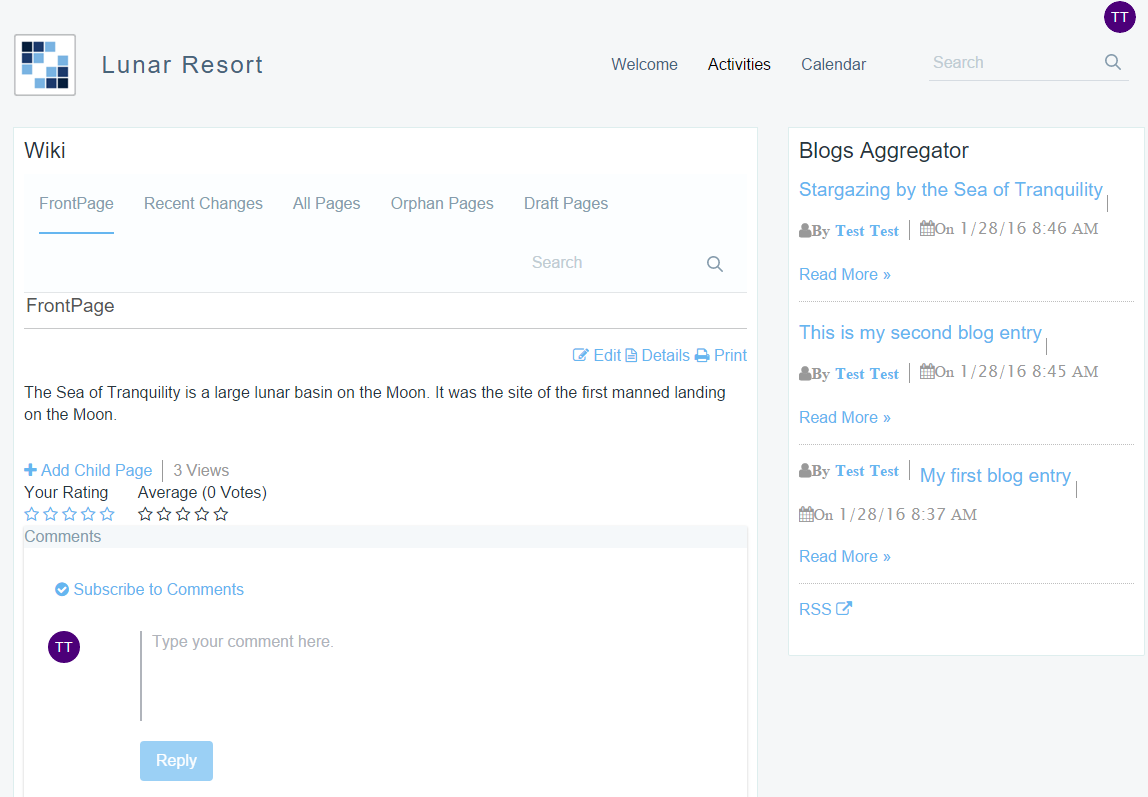 TT
Lunar Resort
Welcome Activities Calendar Search
Wiki
FrontPage Recent Changes All Pages Orphan Pages Draft Pages
Search
FrontPage
Edit Details Print
The Sea of Tranquility is a large lunar basin on the Moon. It was the site of the first manned landing
on the Moon.
Add Child Page 3 Views
Your Rating Average (0 Votes)
Comments
Subscribe to Comments
TT
Type your comment here.
Reply
Blogs Aggregator
Stargazing by the Sea of Tranquility
By Test Test On 1/28/16 8:46 AM
Read More »
This is my second blog entry
By Test Test On 1/28/16 8:45 AM
Read More »
By Test Test My first blog entry
On 1/28/16 8:37 AM
Read More »
RSS